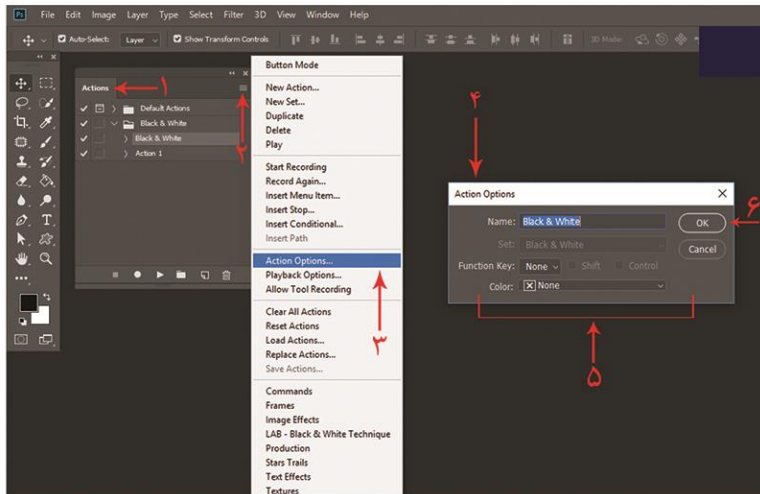 Ps File Edit Image Layer Type Select Filter 3D View Window Help
Auto-Select: Layer Show Transform Controls 3D Mode:
Actions
۱
۲
Default Actions
Black & White
Black & White
Action 1
Button Mode
New Action...
New Set...
Duplicate
Delete
Play
Start Recording
Record Again...
Insert Menu Item...
Insert Stop...
Insert Conditional...
Insert Path
Action Options...
Playback Options...
Allow Tool Recording
۳
Clear All Actions
Reset Actions
Load Actions...
Replace Actions...
Save Actions...
Commands
Frames
Image Effects
LAB - Black & White Technique
Production
Stars Trails
Text Effects
Textures
۴
Action Options
Name: Black & White OK
۶
Set: Black & White Cancel
Function Key: None Shift Control
Color: None
۵